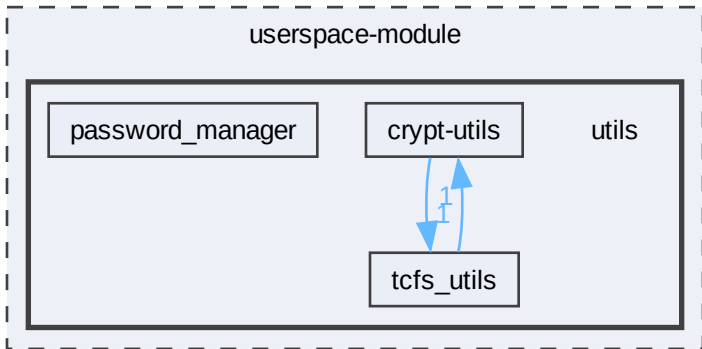 userspace-module
password_manager
crypt-utils
utils
1
1
tcfs_utils